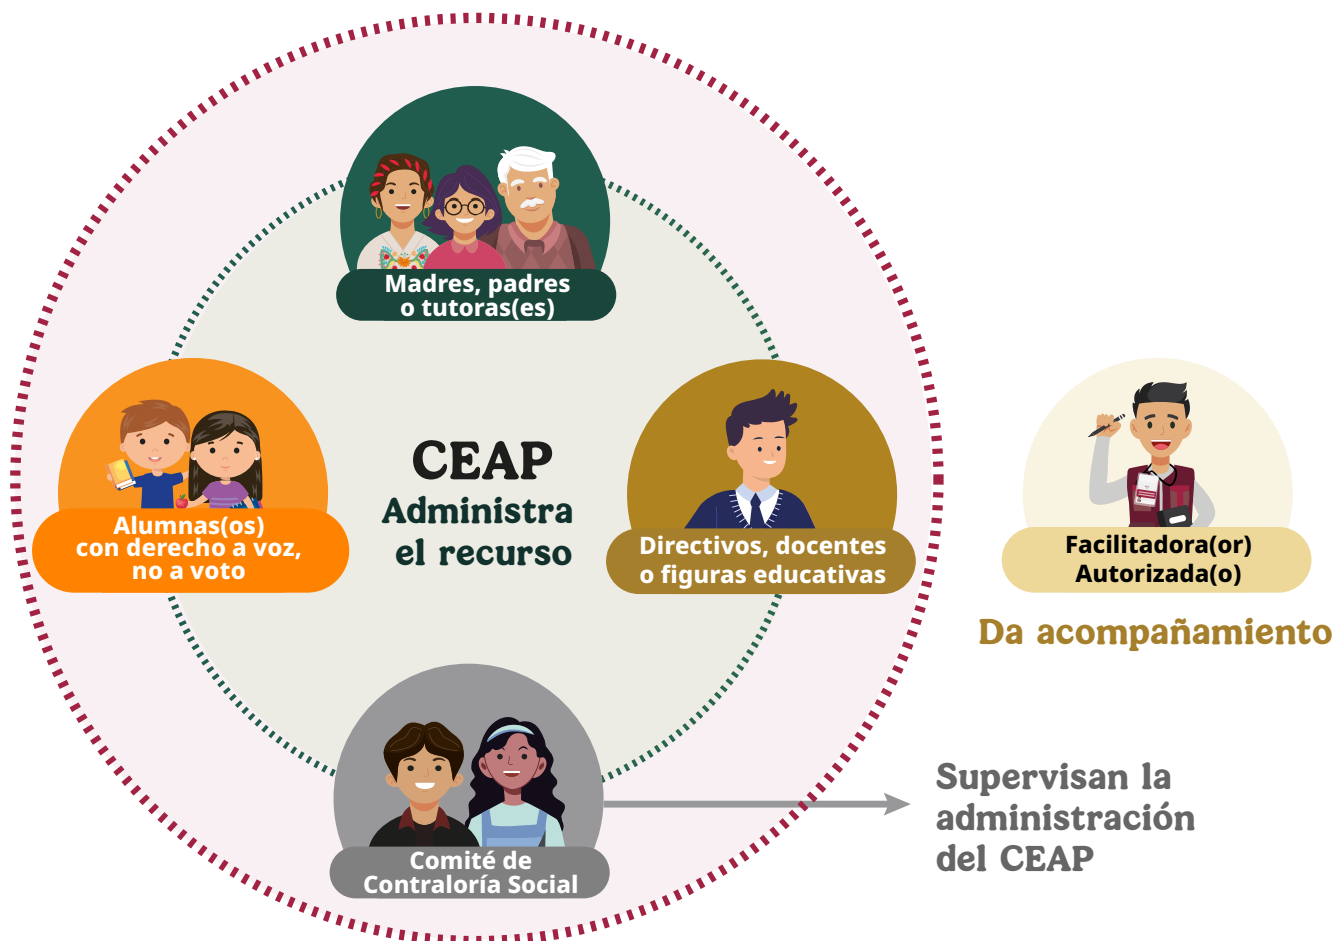 Madres, padres
o tutoras(es)
Alumnas(os)
con derecho a voz,
no a voto
CEAP
Administra
el recurso
Directivos, docentes
o figuras educativas
Facilitadora(or)
Autorizada(o)
Da acompañamiento
Comité de
Contraloría Social
Supervisan la
administración
del CEAP